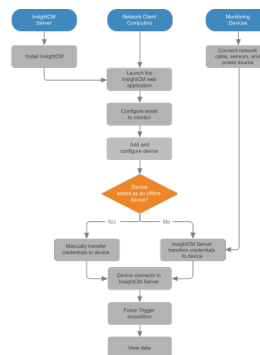 InsightCM
Server
Network Client
Computers
Monitoring
Devices
Install InsightCM
Connect network
cable, sensors, and
power source
Launch the
InsightCM web
application
Configure asset
to monitor
Add and
configure device
Device
added as an offline
device?
Yes
No
Manually transfer
credentials to device
InsightCM Server
transfers credentials
to device
Device connects to
InsightCM Server
Force Trigger
acquisition
View data